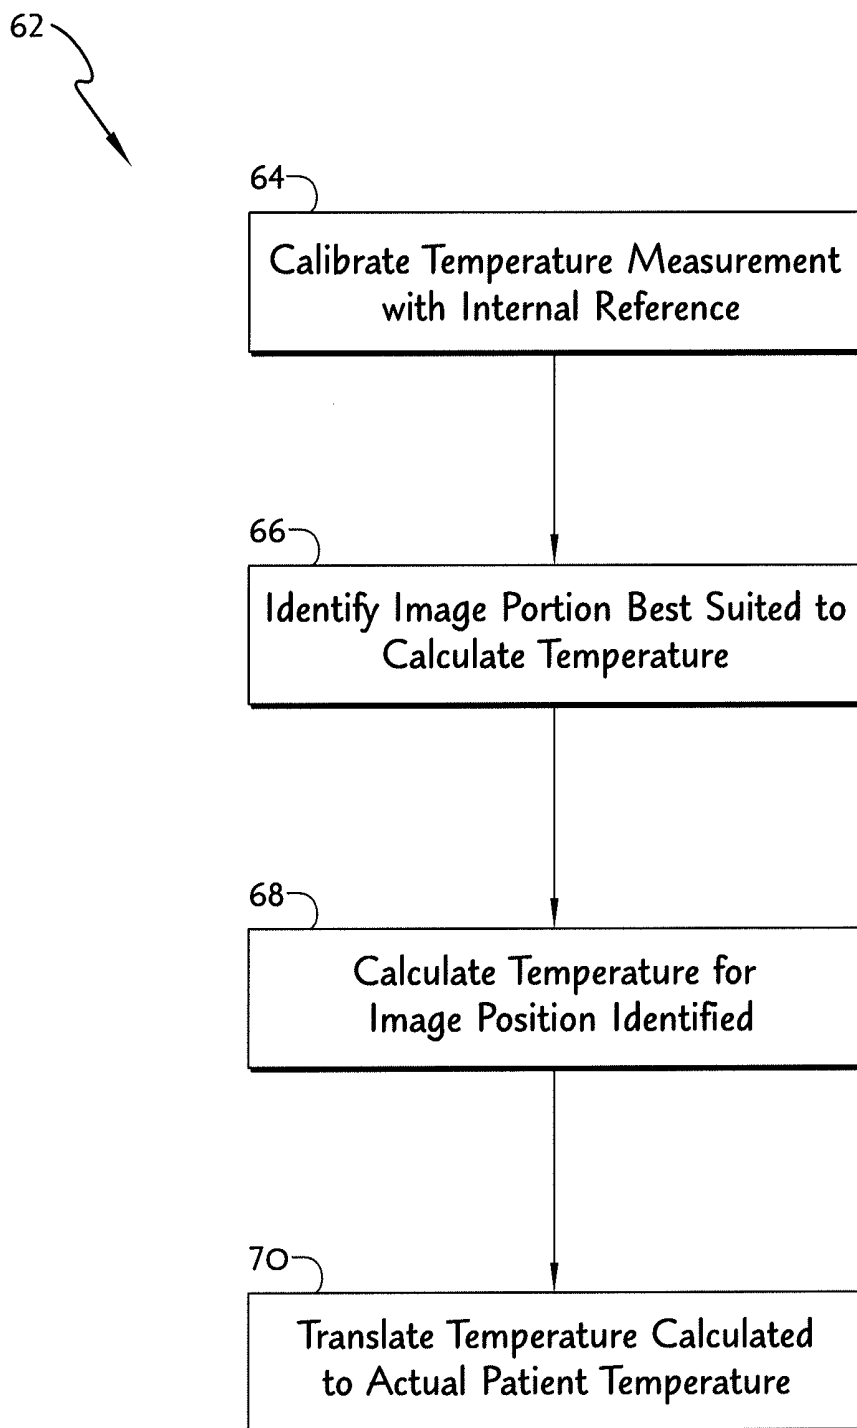 62
64
Calibrate Temperature Measurement
with Internal Reference
66
Identify Image Portion Best Suited to
Calculate Temperature
68
Calculate Temperature for
Image Position Identified
70
Translate Temperature Calculated
to Actual Patient Temperature